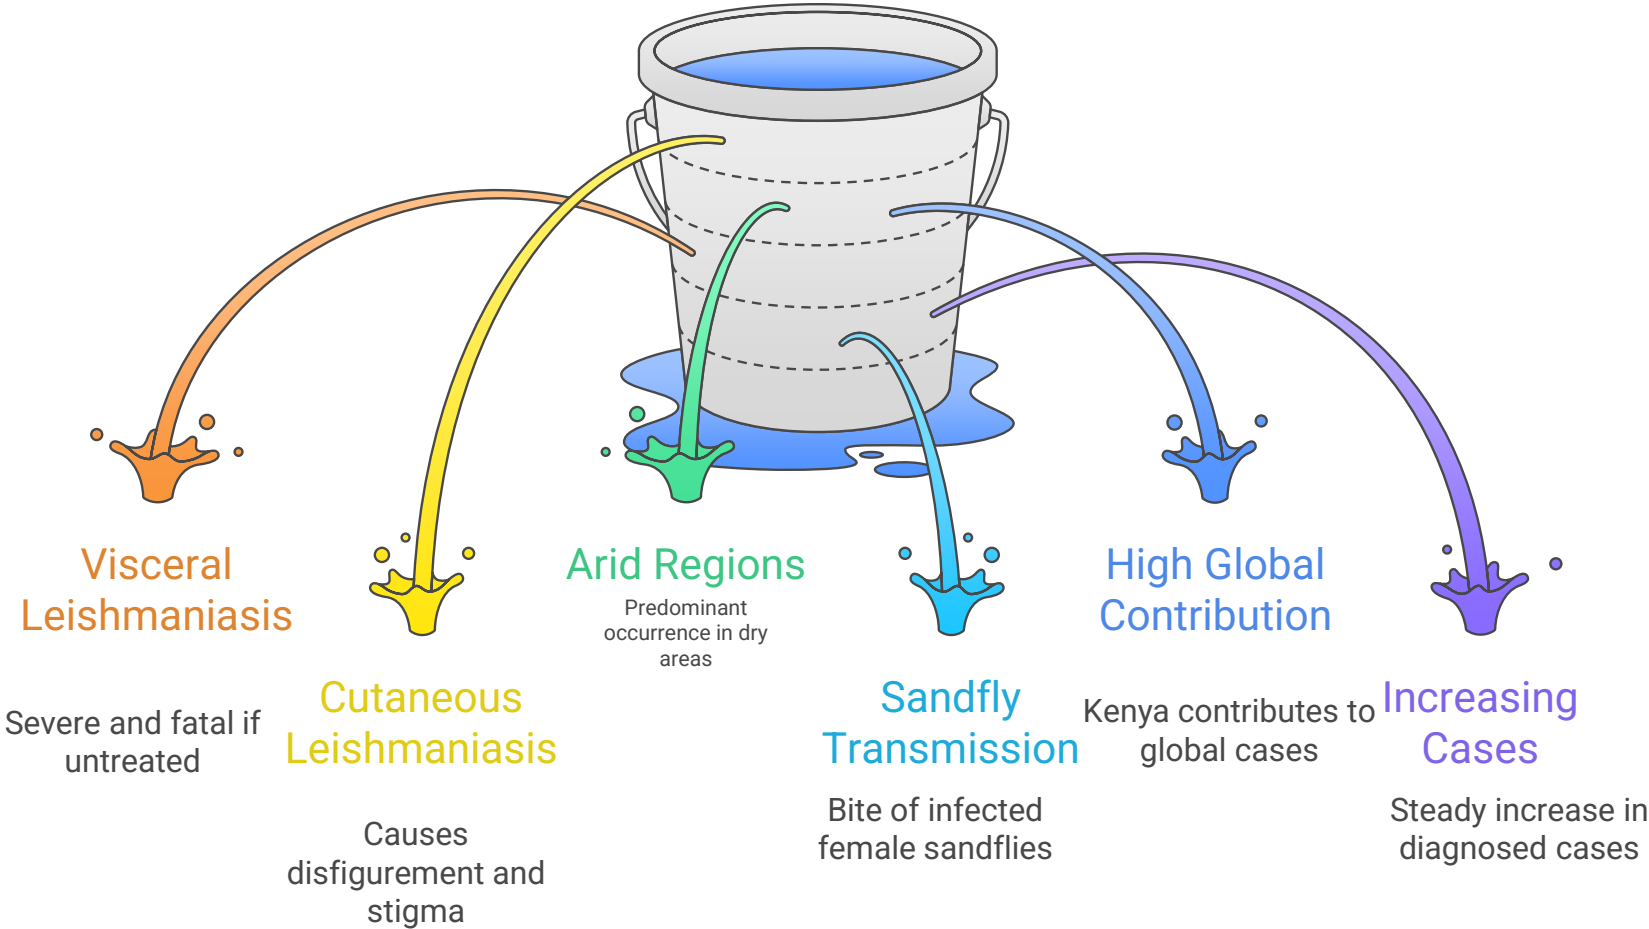 Visceral
Leishmaniasis
Severe and fatal if
untreated
Cutaneous
Leishmaniasis
Causes
disfigurement and
stigma
Arid Regions
Predominant
occurrence in dry
areas
Sandfly
Transmission
Bite of infected
female sandflies
High Global
Contribution
Kenya contributes to
global cases
Increasing
Cases
Steady increase in
diagnosed cases